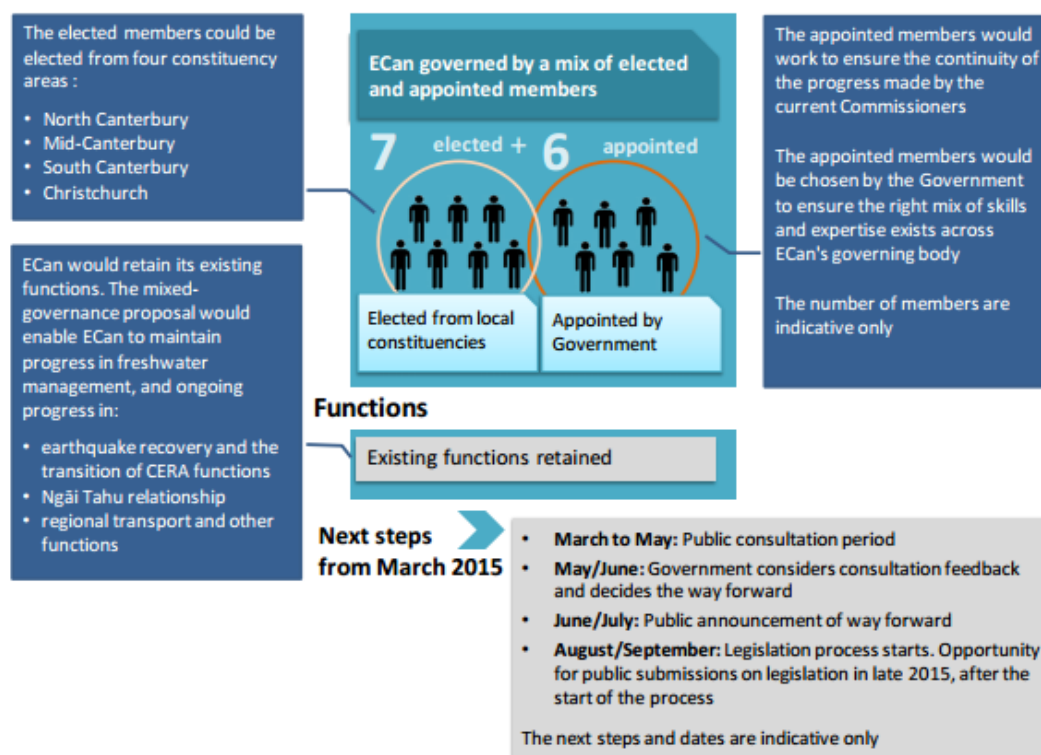 The elected members could be
elected from four constituency
areas :
• North Canterbury
• Mid-Canterbury
• South Canterbury
• Christchurch
ECan governed by a mix of elected
and appointed members
7 elected + 6 appointed
Elected from local
constituencies
Appointed by
Government
The appointed members would
work to ensure the continuity of
the progress made by the
current Commissioners
The appointed members would
be chosen by the Government
to ensure the right mix of skills
and expertise exists across
ECan's governing body
The number of members are
indicative only
ECan would retain its existing
functions. The mixed-
governance proposal would
enable ECan to maintain
progress in freshwater
management, and ongoing
progress in:
• earthquake recovery and the
transition of CERA functions
• Ngāi Tahu relationship
• regional transport and other
functions
Functions
Existing functions retained
Next steps
from March 2015
• March to May: Public consultation period
• May/June: Government considers consultation feedback
and decides the way forward
• June/July: Public announcement of way forward
• August/September: Legislation process starts. Opportunity
for public submissions on legislation in late 2015, after the
start of the process
The next steps and dates are indicative only